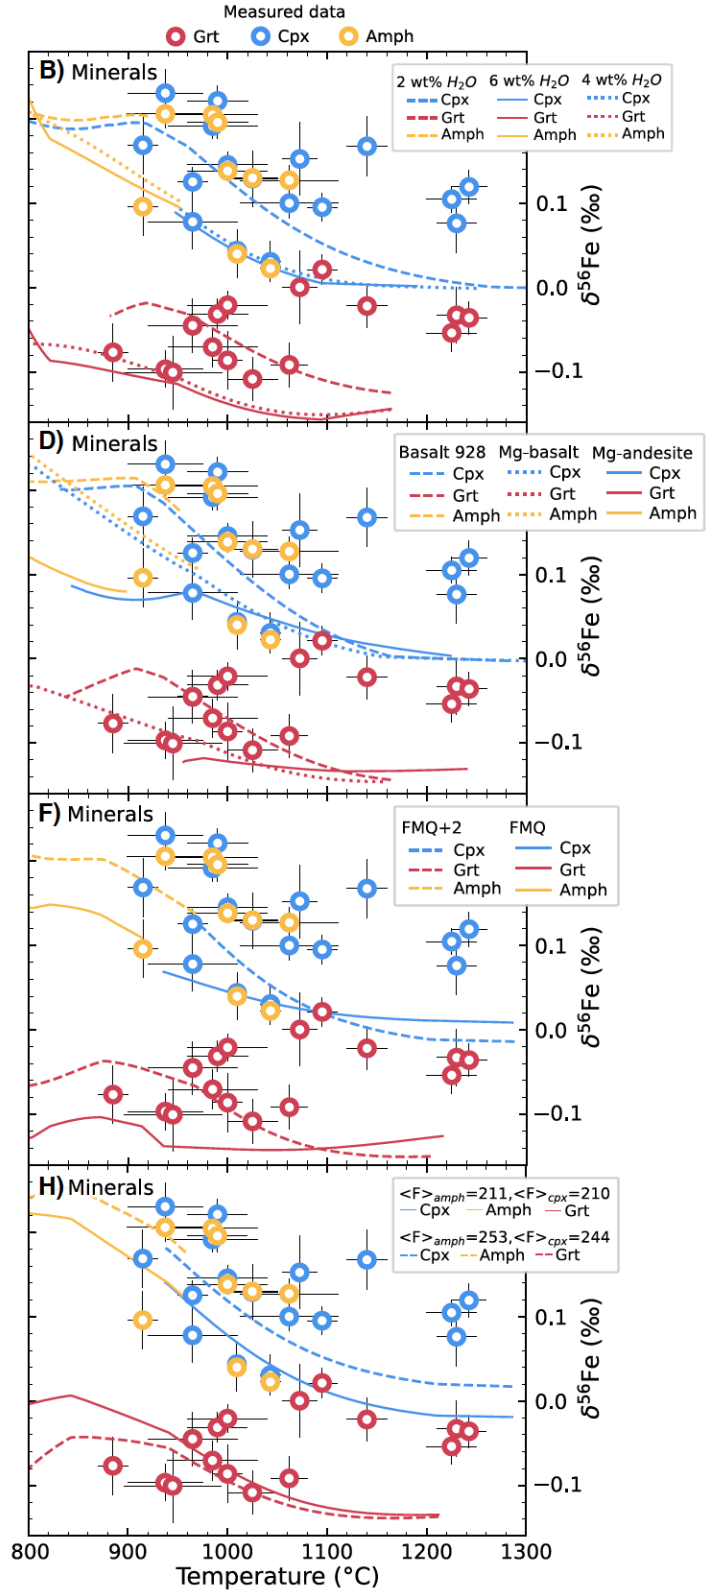 Measured data
Grt Cpx Amph
B) Minerals
2 wt% H2O 6 wt% H2O 4 wt% H2O
Cpx Cpx Cpx
Grt Grt Grt
Amph Amph Amph
0.1
0.0
−0.1
δ56Fe (‰)
D) Minerals
Basalt 928 Mg-basalt Mg-andesite
Cpx Cpx Cpx
Grt Grt Grt
Amph Amph Amph
0.1
0.0
−0.1
δ56Fe (‰)
F) Minerals
FMQ+2 FMQ
Cpx Cpx
Grt Grt
Amph Amph
0.1
0.0
−0.1
δ56Fe (‰)
H) Minerals
<F>amph=211,<F>cpx=210
Cpx Amph Grt
<F>amph=253,<F>cpx=244
Cpx Amph Grt
0.1
0.0
−0.1
δ56Fe (‰)
800 900 1000 1100 1200 1300
Temperature (°C)